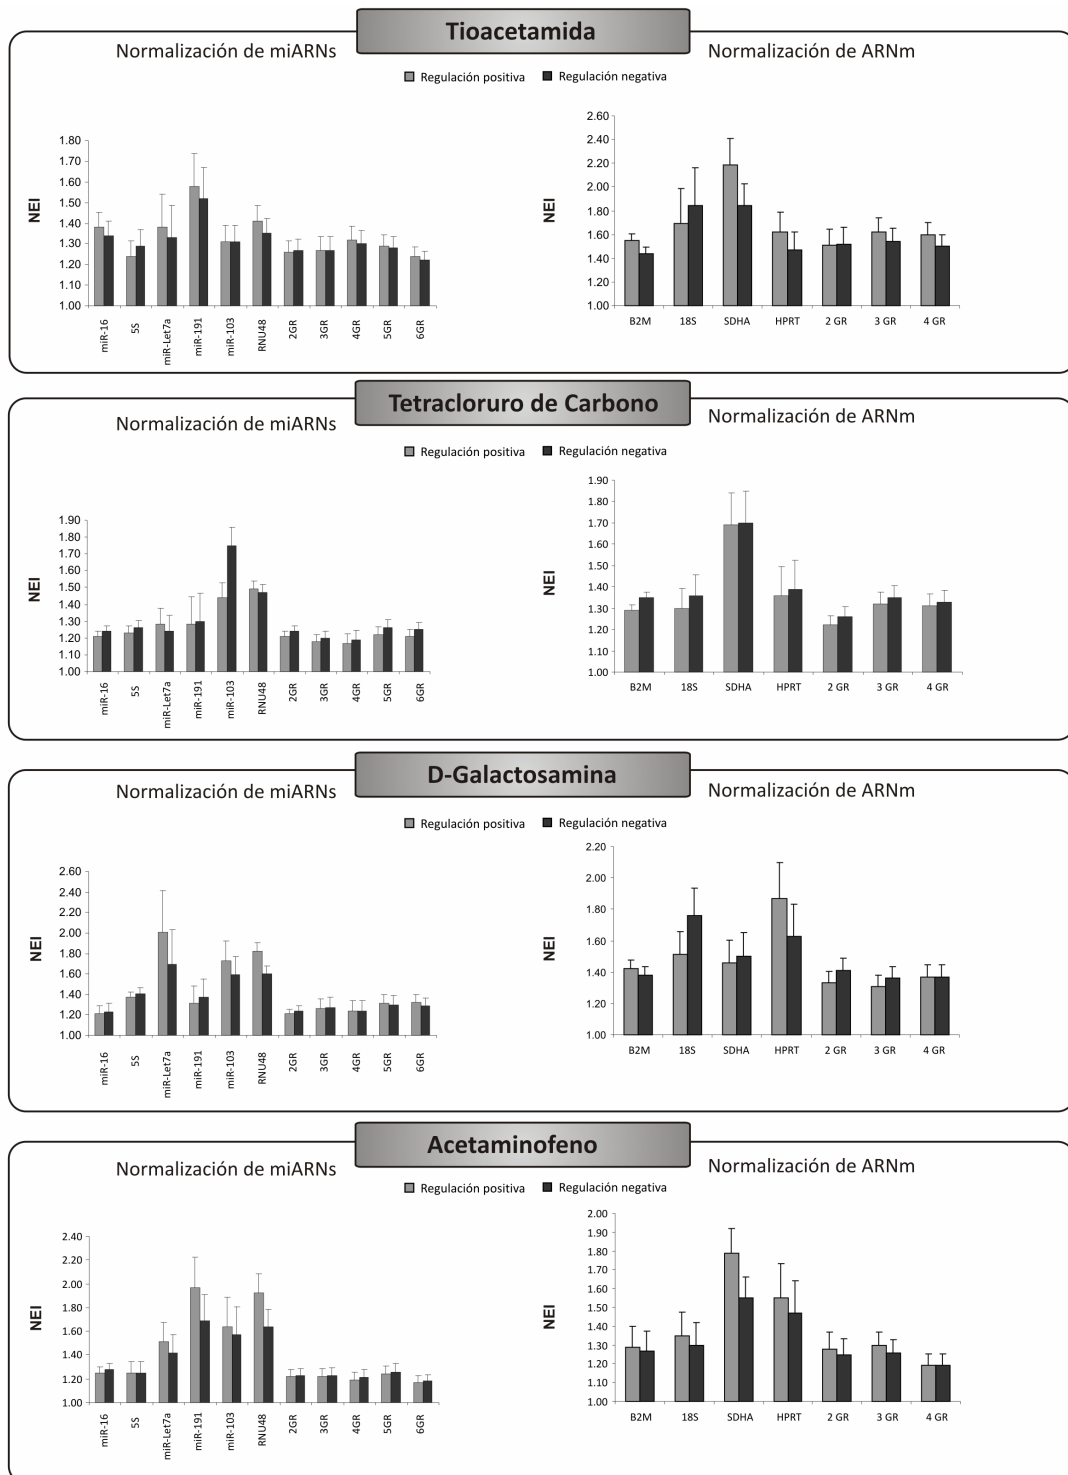 Tioacetamida
Normalización de miARNs
Normalización de ARNm
Regulación positiva
Regulación negativa
NEI
1.80
1.70
1.60
1.50
1.40
1.30
1.20
1.10
1.00
miR-16
5S
miR-Let7a
miR-191
miR-103
RNU48
2GR
3GR
4GR
5GR
6GR
NEI
2.60
2.40
2.20
2.00
1.80
1.60
1.40
1.20
1.00
B2M
18S
SDHA
HPRT
2 GR
3 GR
4 GR
Tetracloruro de Carbono
Normalización de miARNs
Normalización de ARNm
Regulación positiva
Regulación negativa
NEI
1.90
1.80
1.70
1.60
1.50
1.40
1.30
1.20
1.10
1.00
miR-16
5S
miR-Let7a
miR-191
miR-103
RNU48
2GR
3GR
4GR
5GR
6GR
NEI
1.90
1.80
1.70
1.60
1.50
1.40
1.30
1.20
1.10
1.00
B2M
18S
SDHA
HPRT
2 GR
3 GR
4 GR
D-Galactosamina
Normalización de miARNs
Normalización de ARNm
Regulación positiva
Regulación negativa
NEI
2.60
2.40
2.20
2.00
1.80
1.60
1.40
1.20
1.00
miR-16
5S
miR-Let7a
miR-191
miR-103
RNU48
2GR
3GR
4GR
5GR
6GR
NEI
2.20
2.00
1.80
1.60
1.40
1.20
1.00
B2M
18S
SDHA
HPRT
2 GR
3 GR
4 GR
Acetaminofeno
Normalización de miARNs
Normalización de ARNm
Regulación positiva
Regulación negativa
NEI
2.40
2.20
2.00
1.80
1.60
1.40
1.20
1.00
miR-16
5S
miR-Let7a
miR-191
miR-103
RNU48
2GR
3GR
4GR
5GR
6GR
NEI
2.00
1.90
1.80
1.70
1.60
1.50
1.40
1.30
1.20
1.10
1.00
B2M
18S
SDHA
HPRT
2 GR
3 GR
4 GR